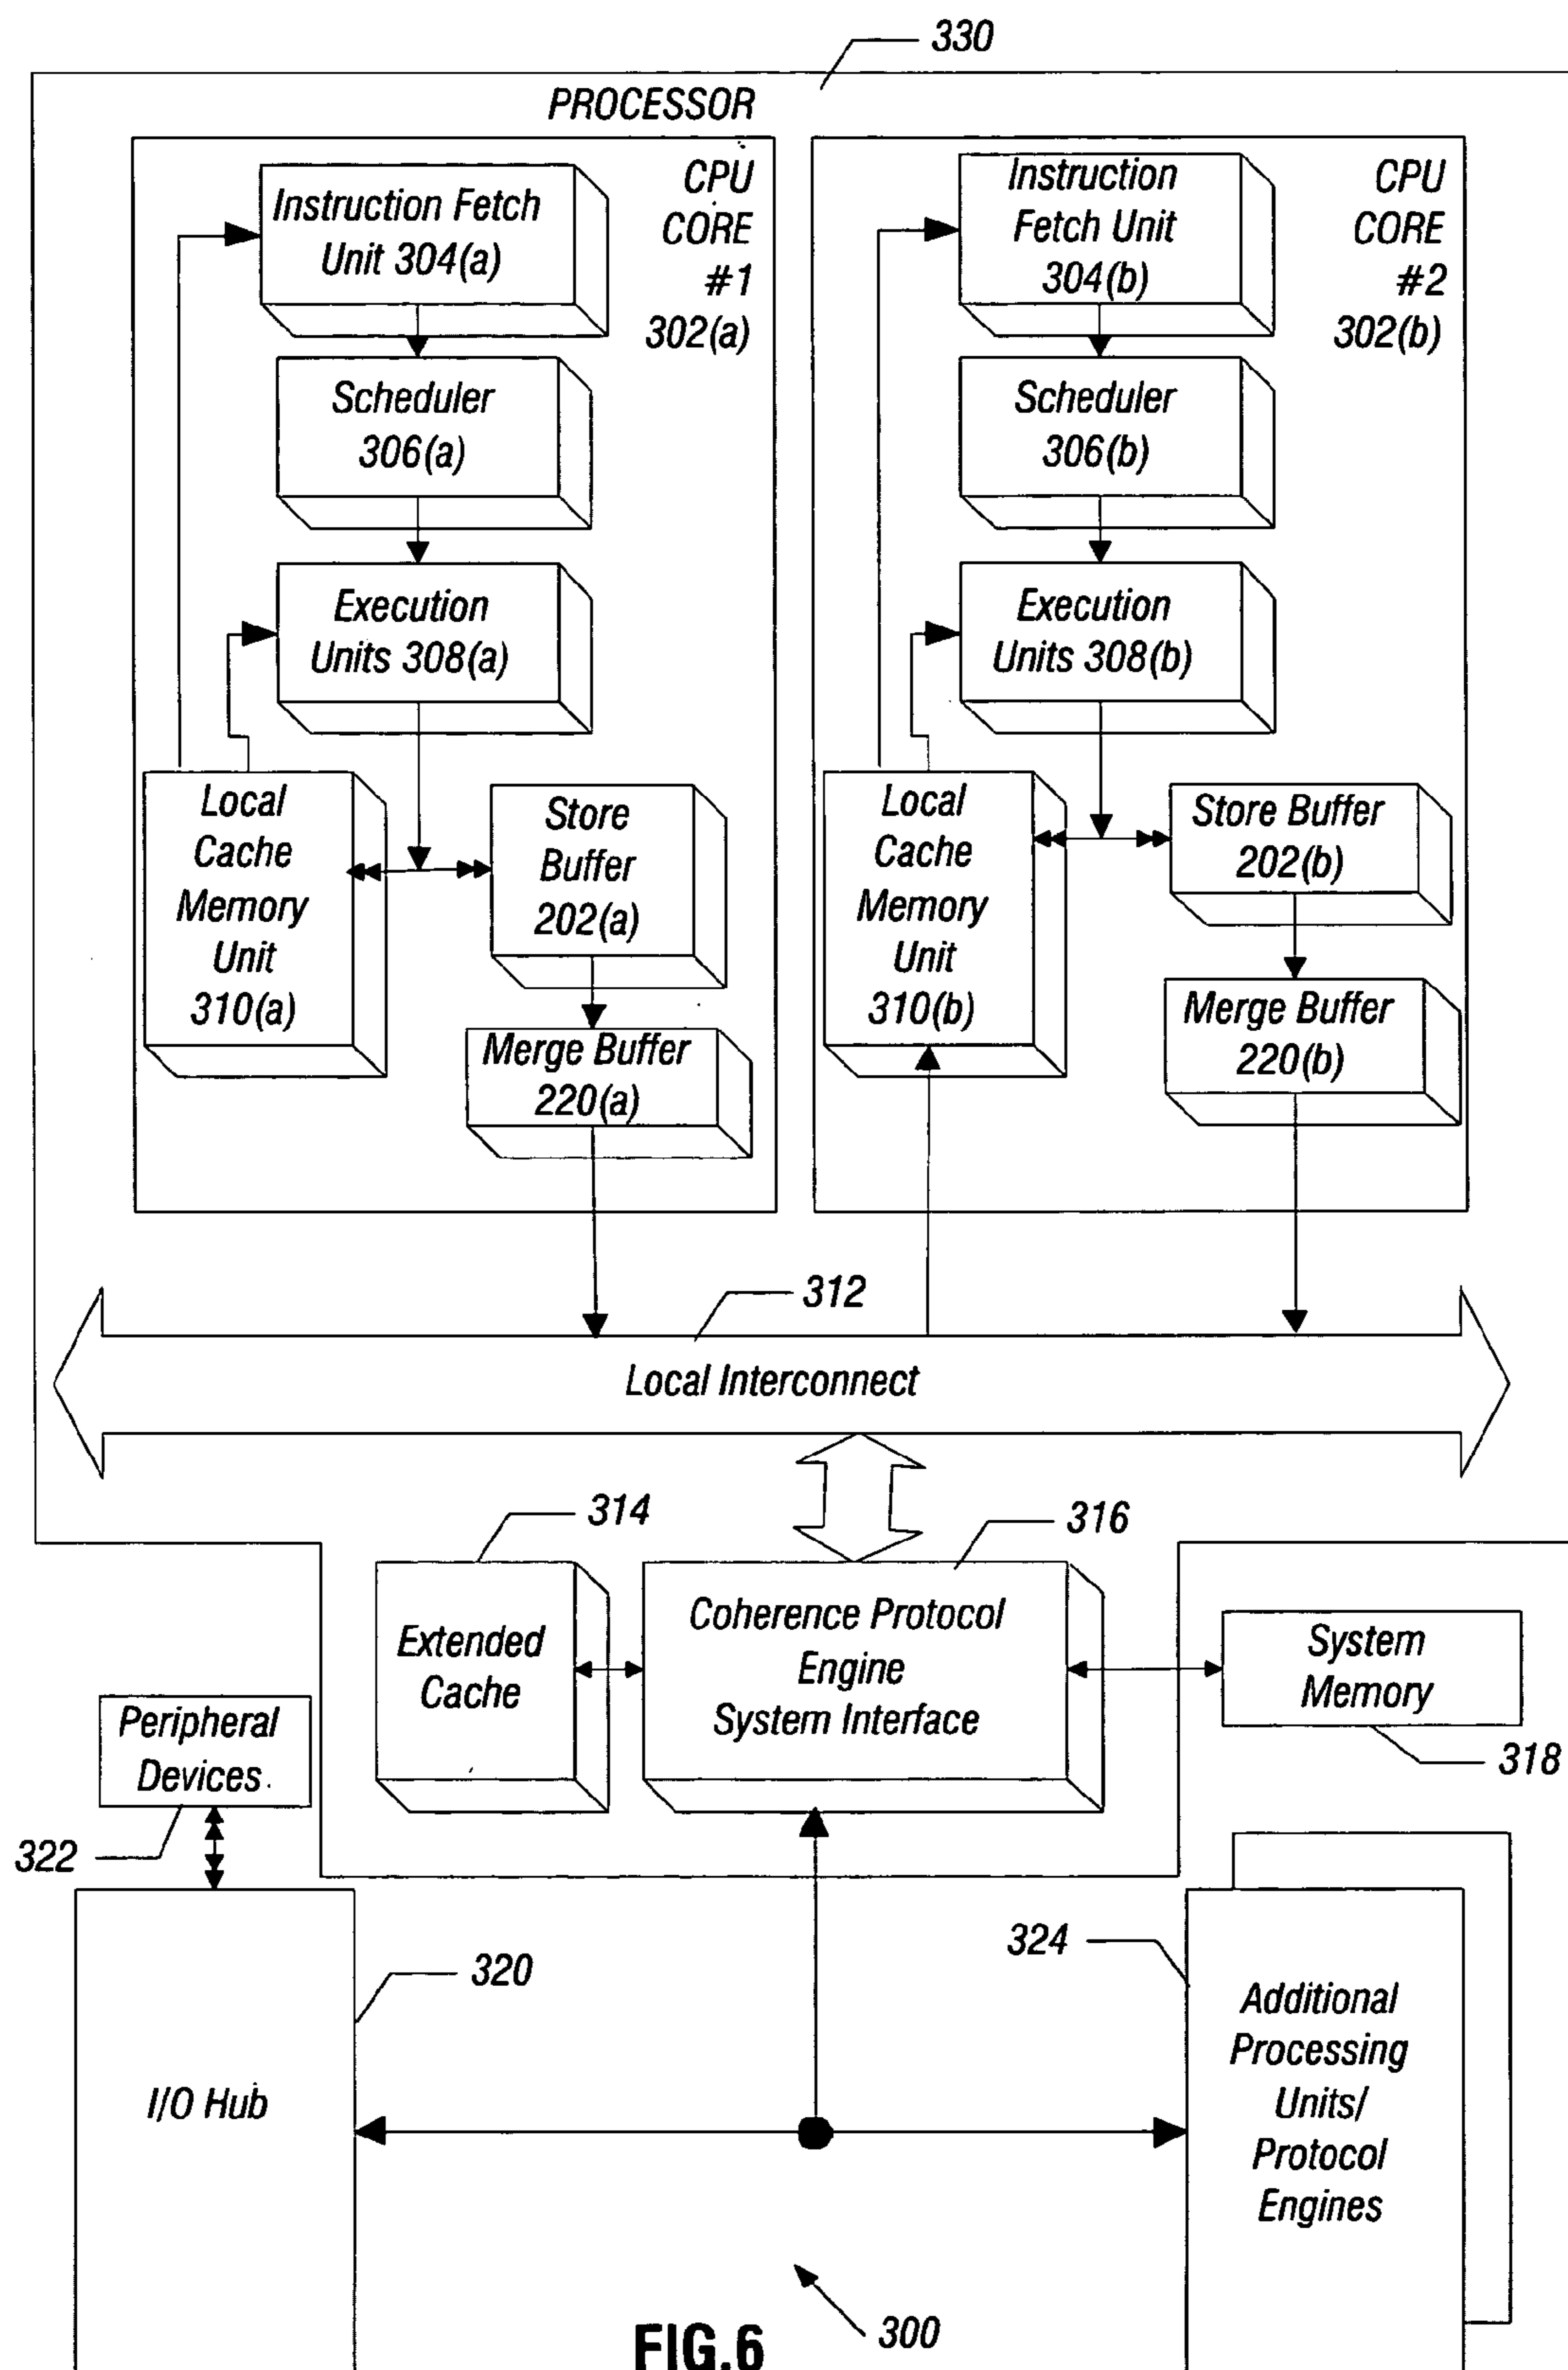 330
PROCESSOR
Instruction Fetch
Unit 304(a)
CPU
CORE
#1
302(a)
Scheduler
306(a)
Execution
Units 308(a)
Local
Cache
Memory
Unit
310(a)
Store
Buffer
202(a)
Merge Buffer
220(a)
Instruction
Fetch Unit
304(b)
CPU
CORE
#2
302(b)
Scheduler
306(b)
Execution
Units 308(b)
Local
Cache
Memory
Unit
310(b)
Store Buffer
202(b)
Merge Buffer
220(b)
312
Local Interconnect
314
316
Extended
Cache
Coherence Protocol
Engine
System Interface
System
Memory
318
Peripheral
Devices
322
320
I/O Hub
324
Additional
Processing
Units/
Protocol
Engines
300
FIG.6